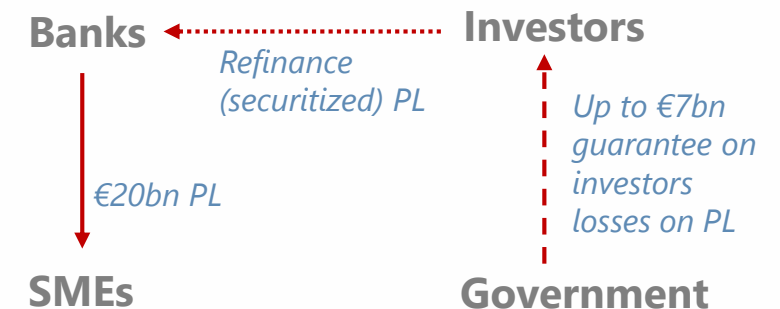 Banks
Investors
Refinance
(securitized) PL
Up to €7bn
guarantee on
investors
losses on PL
€20bn PL
SMEs
Government